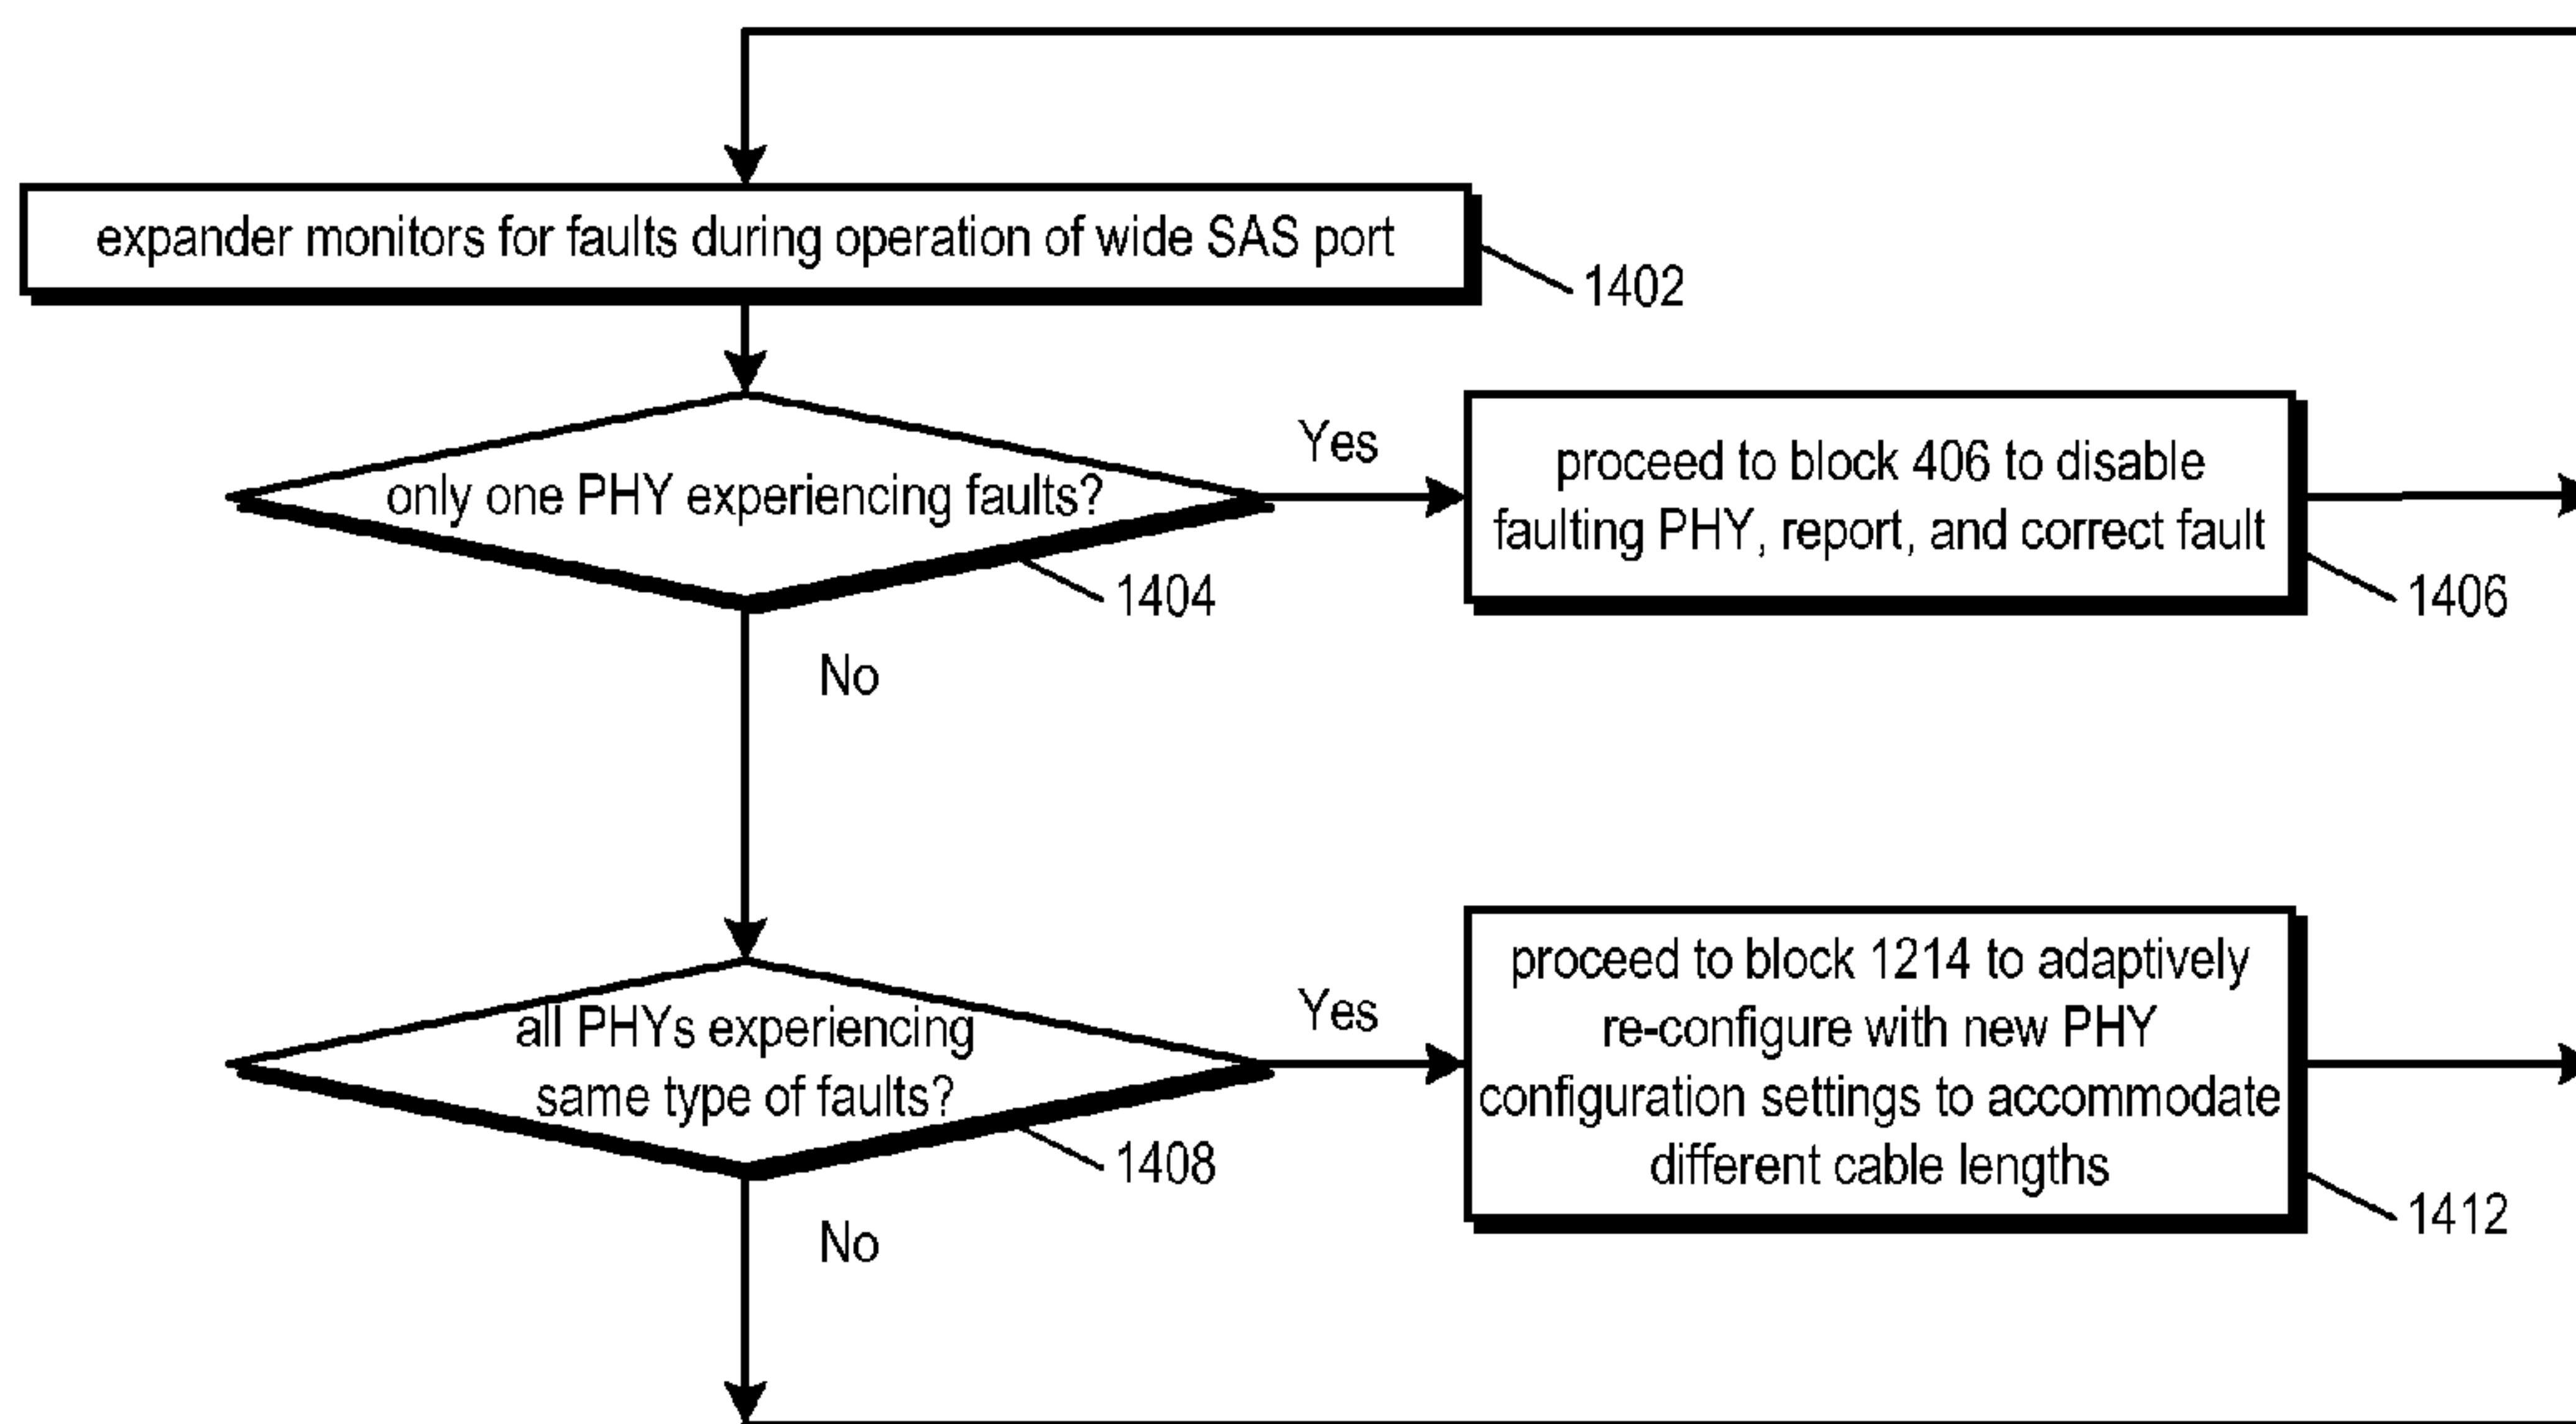 expander monitors for faults during operation of wide SAS port
1402
only one PHY experiencing faults?
1404
Yes
proceed to block 406 to disable
faulting PHY, report, and correct fault
1406
No
all PHYs experiencing
same type of faults?
1408
Yes
proceed to block 1214 to adaptively
re-configure with new PHY
configuration settings to accommodate
different cable lengths
1412
No